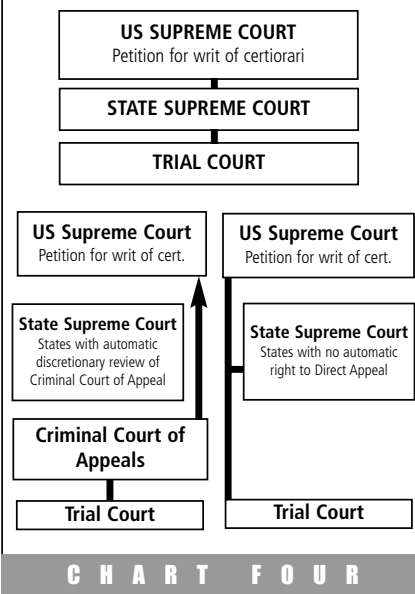 US SUPREME COURT
Petition for writ of certiorari
STATE SUPREME COURT
TRIAL COURT
US Supreme Court
Petition for writ of cert.
State Supreme Court
States with automatic
discretionary review of
Criminal Court of Appeal
Criminal Court of
Appeals
Trial Court
US Supreme Court
Petition for writ of cert.
State Supreme Court
States with no automatic
right to Direct Appeal
Trial Court
CHART FOUR